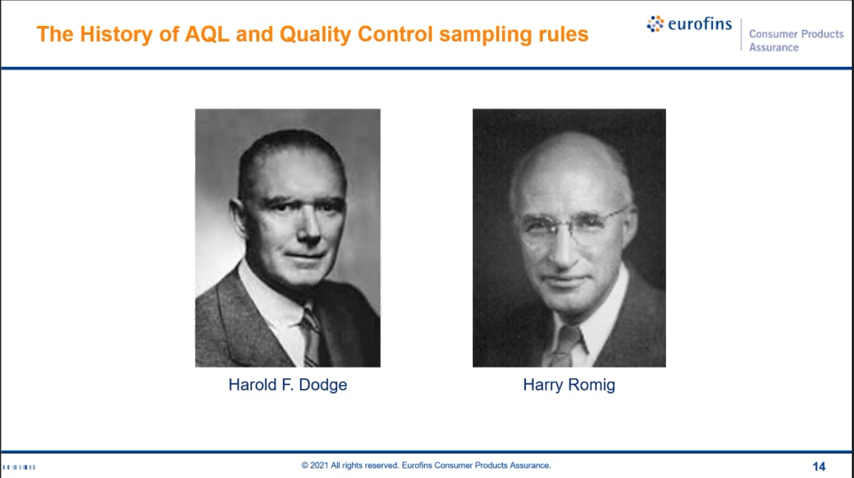 The History of AQL and Quality Control sampling rules
eurofins
Consumer Products
Assurance
Harold F. Dodge
Harry Romig
© 2021 All rights reserved. Eurofins Consumer Products Assurance.
14